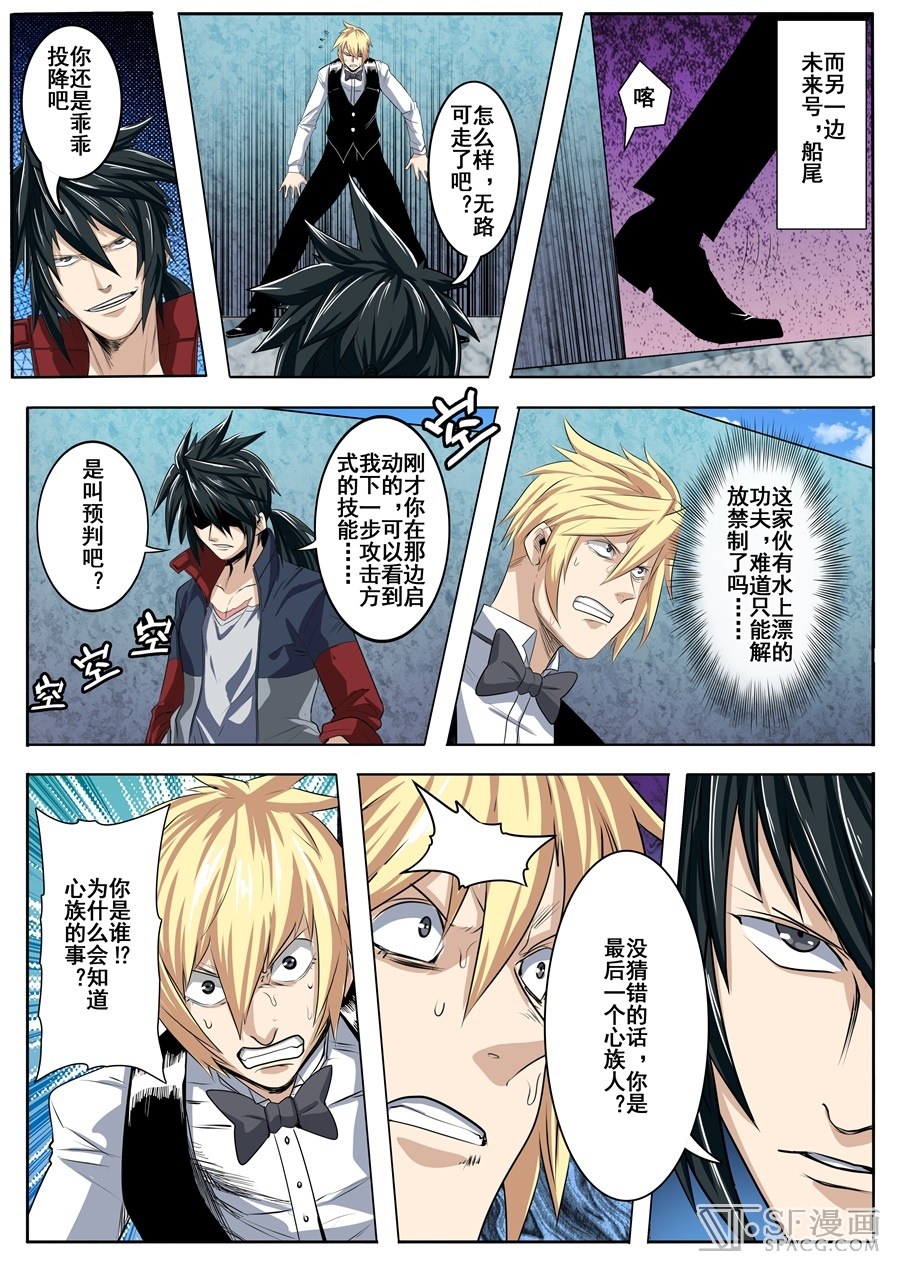 而另一边
未来号，船尾
喀
怎么样，无路
可走了吧？
你还是乖乖
投降吧
这家伙有水上漂的
功夫，难道只能解
放禁制了吗……
空
空
刚才你在那边启
动的，可以看到
我下一步攻击方
式的技能……
是叫预判吧？
空
空
空
没猜错的话，你是
最后一个心族人？
你是谁！？
为什么会知道
心族的事？
SF漫画
SFACG.COM